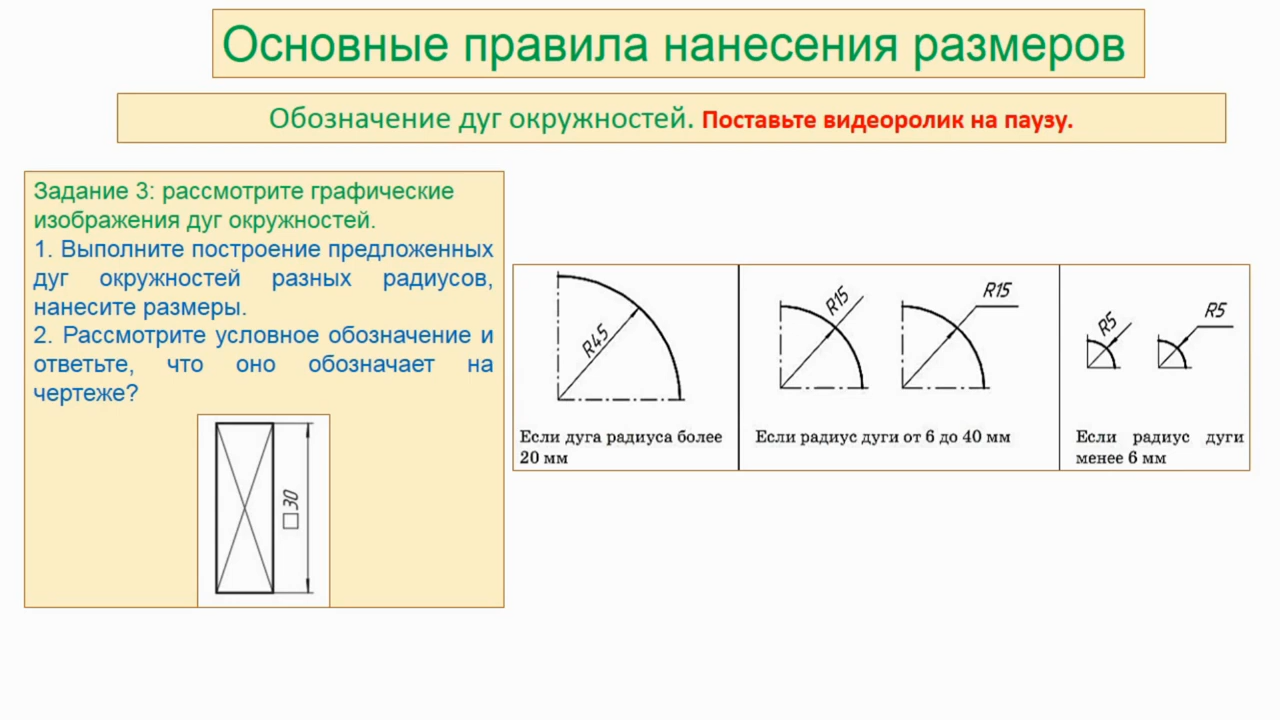 Основные правила нанесения размеров
Обозначение дуг окружностей. Поставьте видеоролик на паузу.
Задание 3: рассмотрите графические
изображения дуг окружностей.
1. Выполните построение предложенных
дуг окружностей разных радиусов,
нанесите размеры.
2. Рассмотрите условное обозначение и
ответьте, что оно обозначает на
чертеже?
□30
R45
Если дуга радиуса более
20 мм
R15
R15
Если радиус дуги от 6 до 40 мм
R5
R5
Если радиус дуги
менее 6 мм